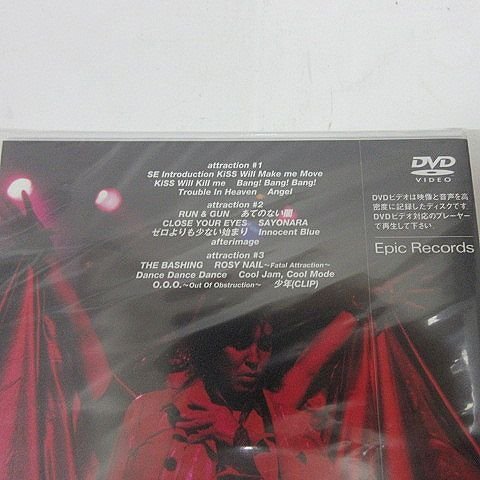 attraction #1
SE Introduction KiSS Will Make me Move
KiSS Will Kill me Bang! Bang! Bang!
Trouble In Heaven Angel
attraction #2
RUN & GUN あてのない闇
CLOSE YOUR EYES SAYONARA
ゼロよりも少ない始まり Innocent Blue
afterimage
attraction #3
THE BASHING ROSY NAIL~Fatal Attraction~
Dance Dance Dance Cool Jam, Cool Mode
O.O.O.~Out Of Obstruction~ 少年(CLIP)
DVD
VIDEO
DVDビデオは映像と音声を高
密度に記録したディスクです。
DVDビデオ対応のプレーヤー
で再生して下さい。
Epic Records